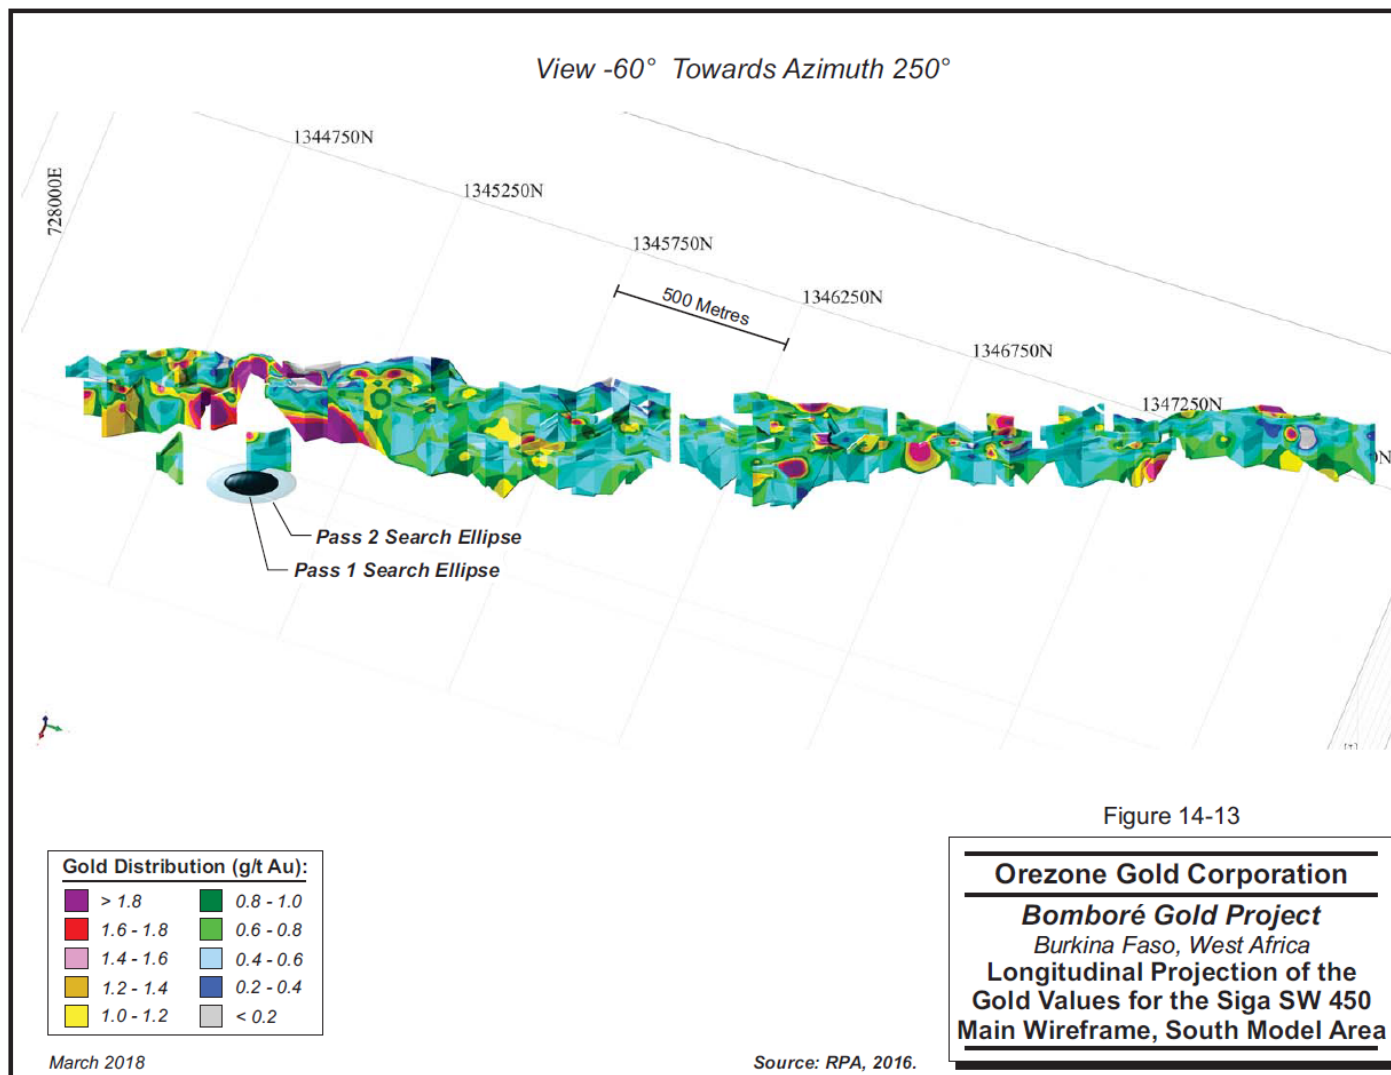 View -60° Towards Azimuth 250°
1344750N
728000E
1345250N
1345750N
500 Metres
1346250N
1346750N
1347250N
Pass 2 Search Ellipse
Pass 1 Search Ellipse
Figure 14-13
Gold Distribution (g/t Au):
> 1.8
0.8 - 1.0
1.6 - 1.8
0.6 - 0.8
1.4 - 1.6
0.4 - 0.6
1.2 - 1.4
0.2 - 0.4
1.0 - 1.2
< 0.2
Orezone Gold Corporation
Bomboré Gold Project
Burkina Faso, West Africa
Longitudinal Projection of the
Gold Values for the Siga SW 450
Main Wireframe, South Model Area
March 2018
Source: RPA, 2016.